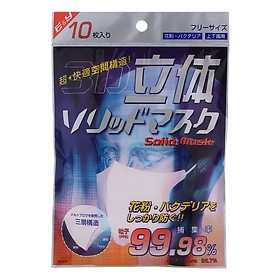 10枚入り
フリーサイズ
花粉・バクテリア
上下兼用
超・快適空間構造!
立体
ソリッドマスク
Solid Mask
花粉・バクテリアを
しっかり防ぐ!!
三層構造
粒子
捕集率
99.98%